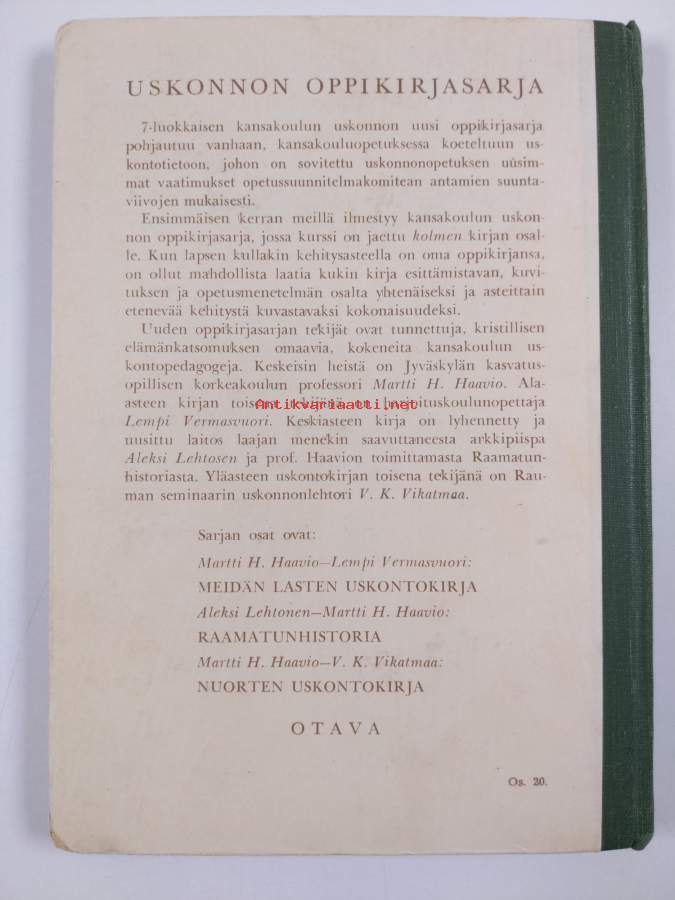 USKONNON OPPIKIRJASARJA
7-luokkaisen kansakoulun uskonnon uusi oppikirjasarja
pohjautuu vanhaan, kansakouluopetuksessa koeteltuun us-
kontotietoon, johon on sovitettu uskonnonopetuksen uusim-
mat vaatimukset opetussuunnitelmakomitean antamien suunta-
viivojen mukaisesti.
Ensimmäisen kerran meillä ilmestyy kansakoulun uskon-
non oppikirjasarja, jossa kurssi on jaettu kolmen kirjan osal-
le. Kun lapsen kullakin kehitysasteella on oma oppikirjansa,
on ollut mahdollista laatia kukin kirja esittämistavan, kuvi-
tuksen ja opetusmenetelmän osalta yhtenäiseksi ja asteittain
etenevää kehitystä kuvastavaksi kokonaisuudeksi.
Uuden oppikirjasarjan tekijät ovat tunnettuja, kristillisen
elämänkatsomuksen omaavia, kokeneita kansakoulun us-
kontopedagogeja. Keskeisin heistä on Jyväskylän kasvatus-
opillisen korkeakoulun professori Martti H. Haavio. Ala-
asteen kirjan toisena tekijänä on harjoituskoulunopettaja
Antikvariaatti.net
Lempi Vermasvuori. Keskiasteen kirja on lyhennetty ja
uusittu laitos laajan menekin saavuttaneesta arkkipiispa
Aleksi Lehtosen ja prof. Haavion toimittamasta Raamatun-
historiasta. Yläasteen uskontokirjan toisena tekijänä on Rau-
man seminaarin uskonnonlehtori V. K. Vikatmaa.
Sarjan osat ovat:
Martti H. Haavio—Lempi Vermasvuori:
MEIDÄN LASTEN USKONTOKIRJA
Aleksi Lehtonen—Martti H. Haavio:
RAAMATUNHISTORIA
Martti H. Haavio—V. K. Vikatmaa:
NUORTEN USKONTOKIRJA
OTAVA
Os. 20.